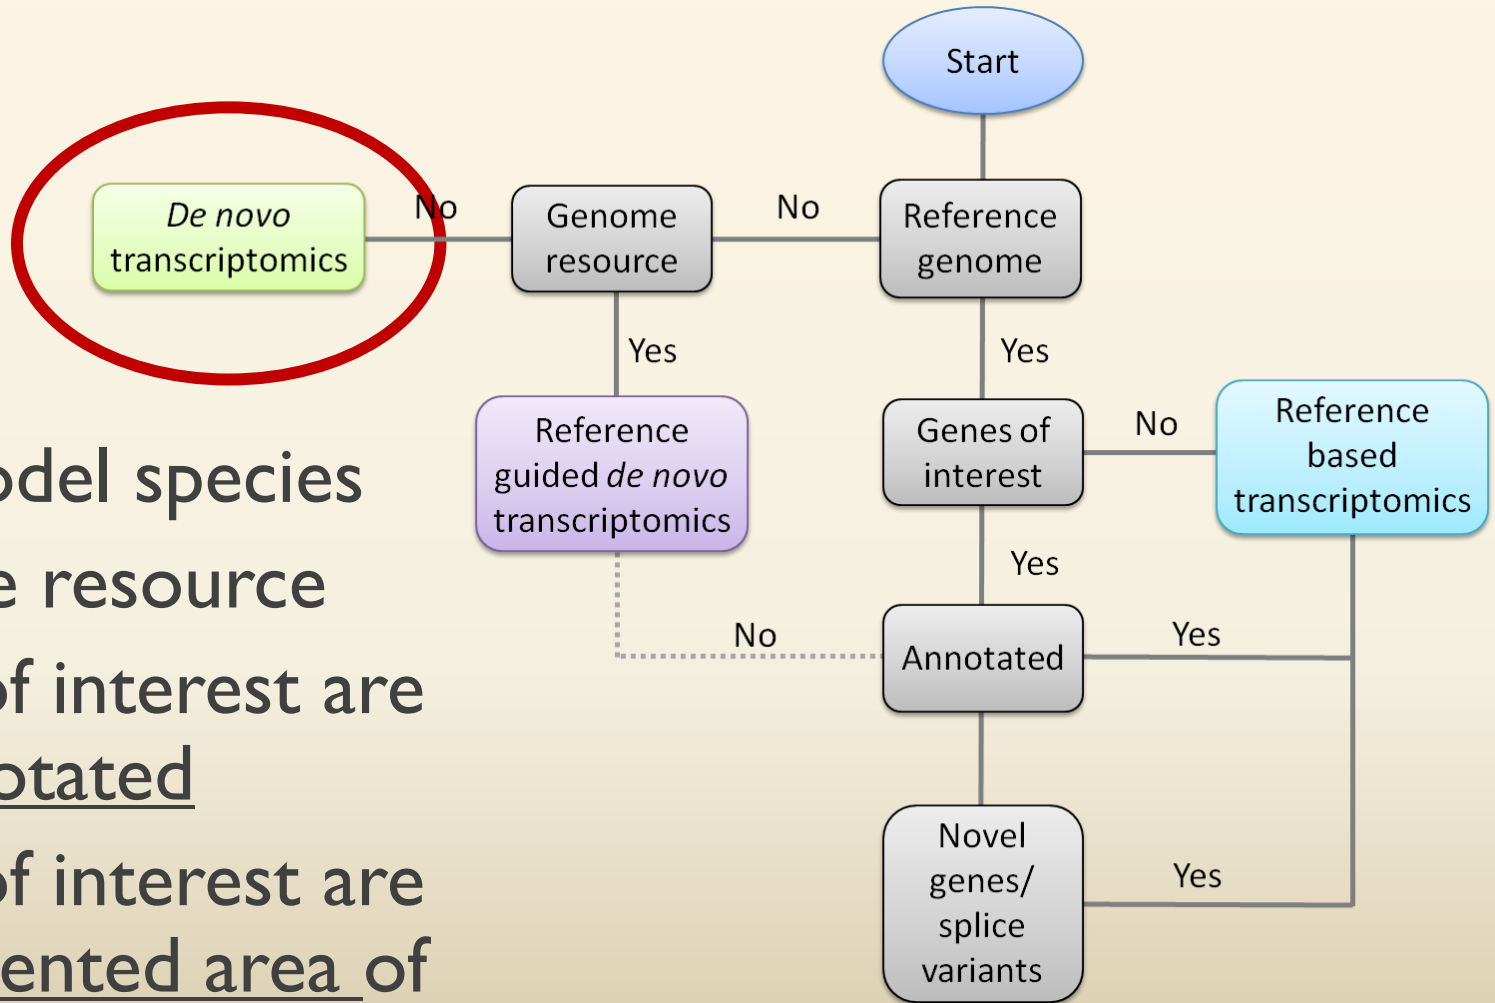 Start
De novo
transcriptomics
No
Genome
resource
No
Reference
genome
Yes
Yes
Reference
guided de novo
transcriptomics
Genes of
interest
No
Reference
based
transcriptomics
Yes
No
Annotated
Yes
Novel
genes/
splice
variants
Yes
odel species
e resource
of interest are
otated
of interest are
ented area of